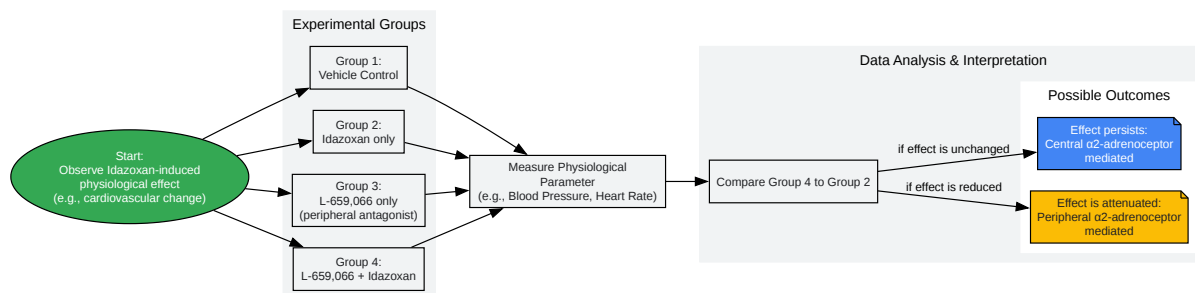 Experimental Groups
Start:
Observe Idazoxan-induced
physiological effect
(e.g., cardiovascular change)
Group 1:
Vehicle Control
Group 2:
Idazoxan only
Group 3:
L-659,066 only
(peripheral antagonist)
Group 4:
L-659,066 + Idazoxan
Measure Physiological
Parameter
(e.g., Blood Pressure, Heart Rate)
Data Analysis & Interpretation
Compare Group 4 to Group 2
if effect is unchanged
if effect is reduced
Possible Outcomes
Effect persists:
Central α2-adrenoceptor
mediated
Effect is attenuated:
Peripheral α2-adrenoceptor
mediated